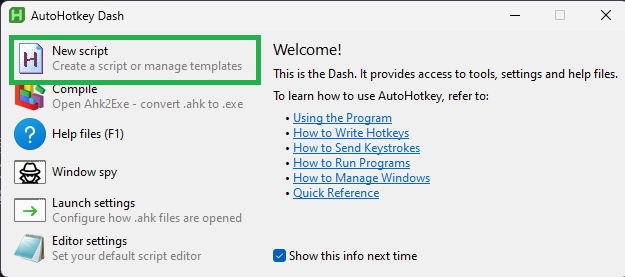 AutoHotkey Dash
New script
Create a script or manage templates
Compile
Open Ahk2Exe - convert .ahk to .exe
Help files (F1)
Window spy
Launch settings
Configure how .ahk files are opened
Editor settings
Set your default script editor
Welcome!
This is the Dash. It provides access to tools, settings and help files.
To learn how to use AutoHotkey, refer to:
• Using the Program
• How to Write Hotkeys
• How to Send Keystrokes
• How to Run Programs
• How to Manage Windows
• Quick Reference
Show this info next time